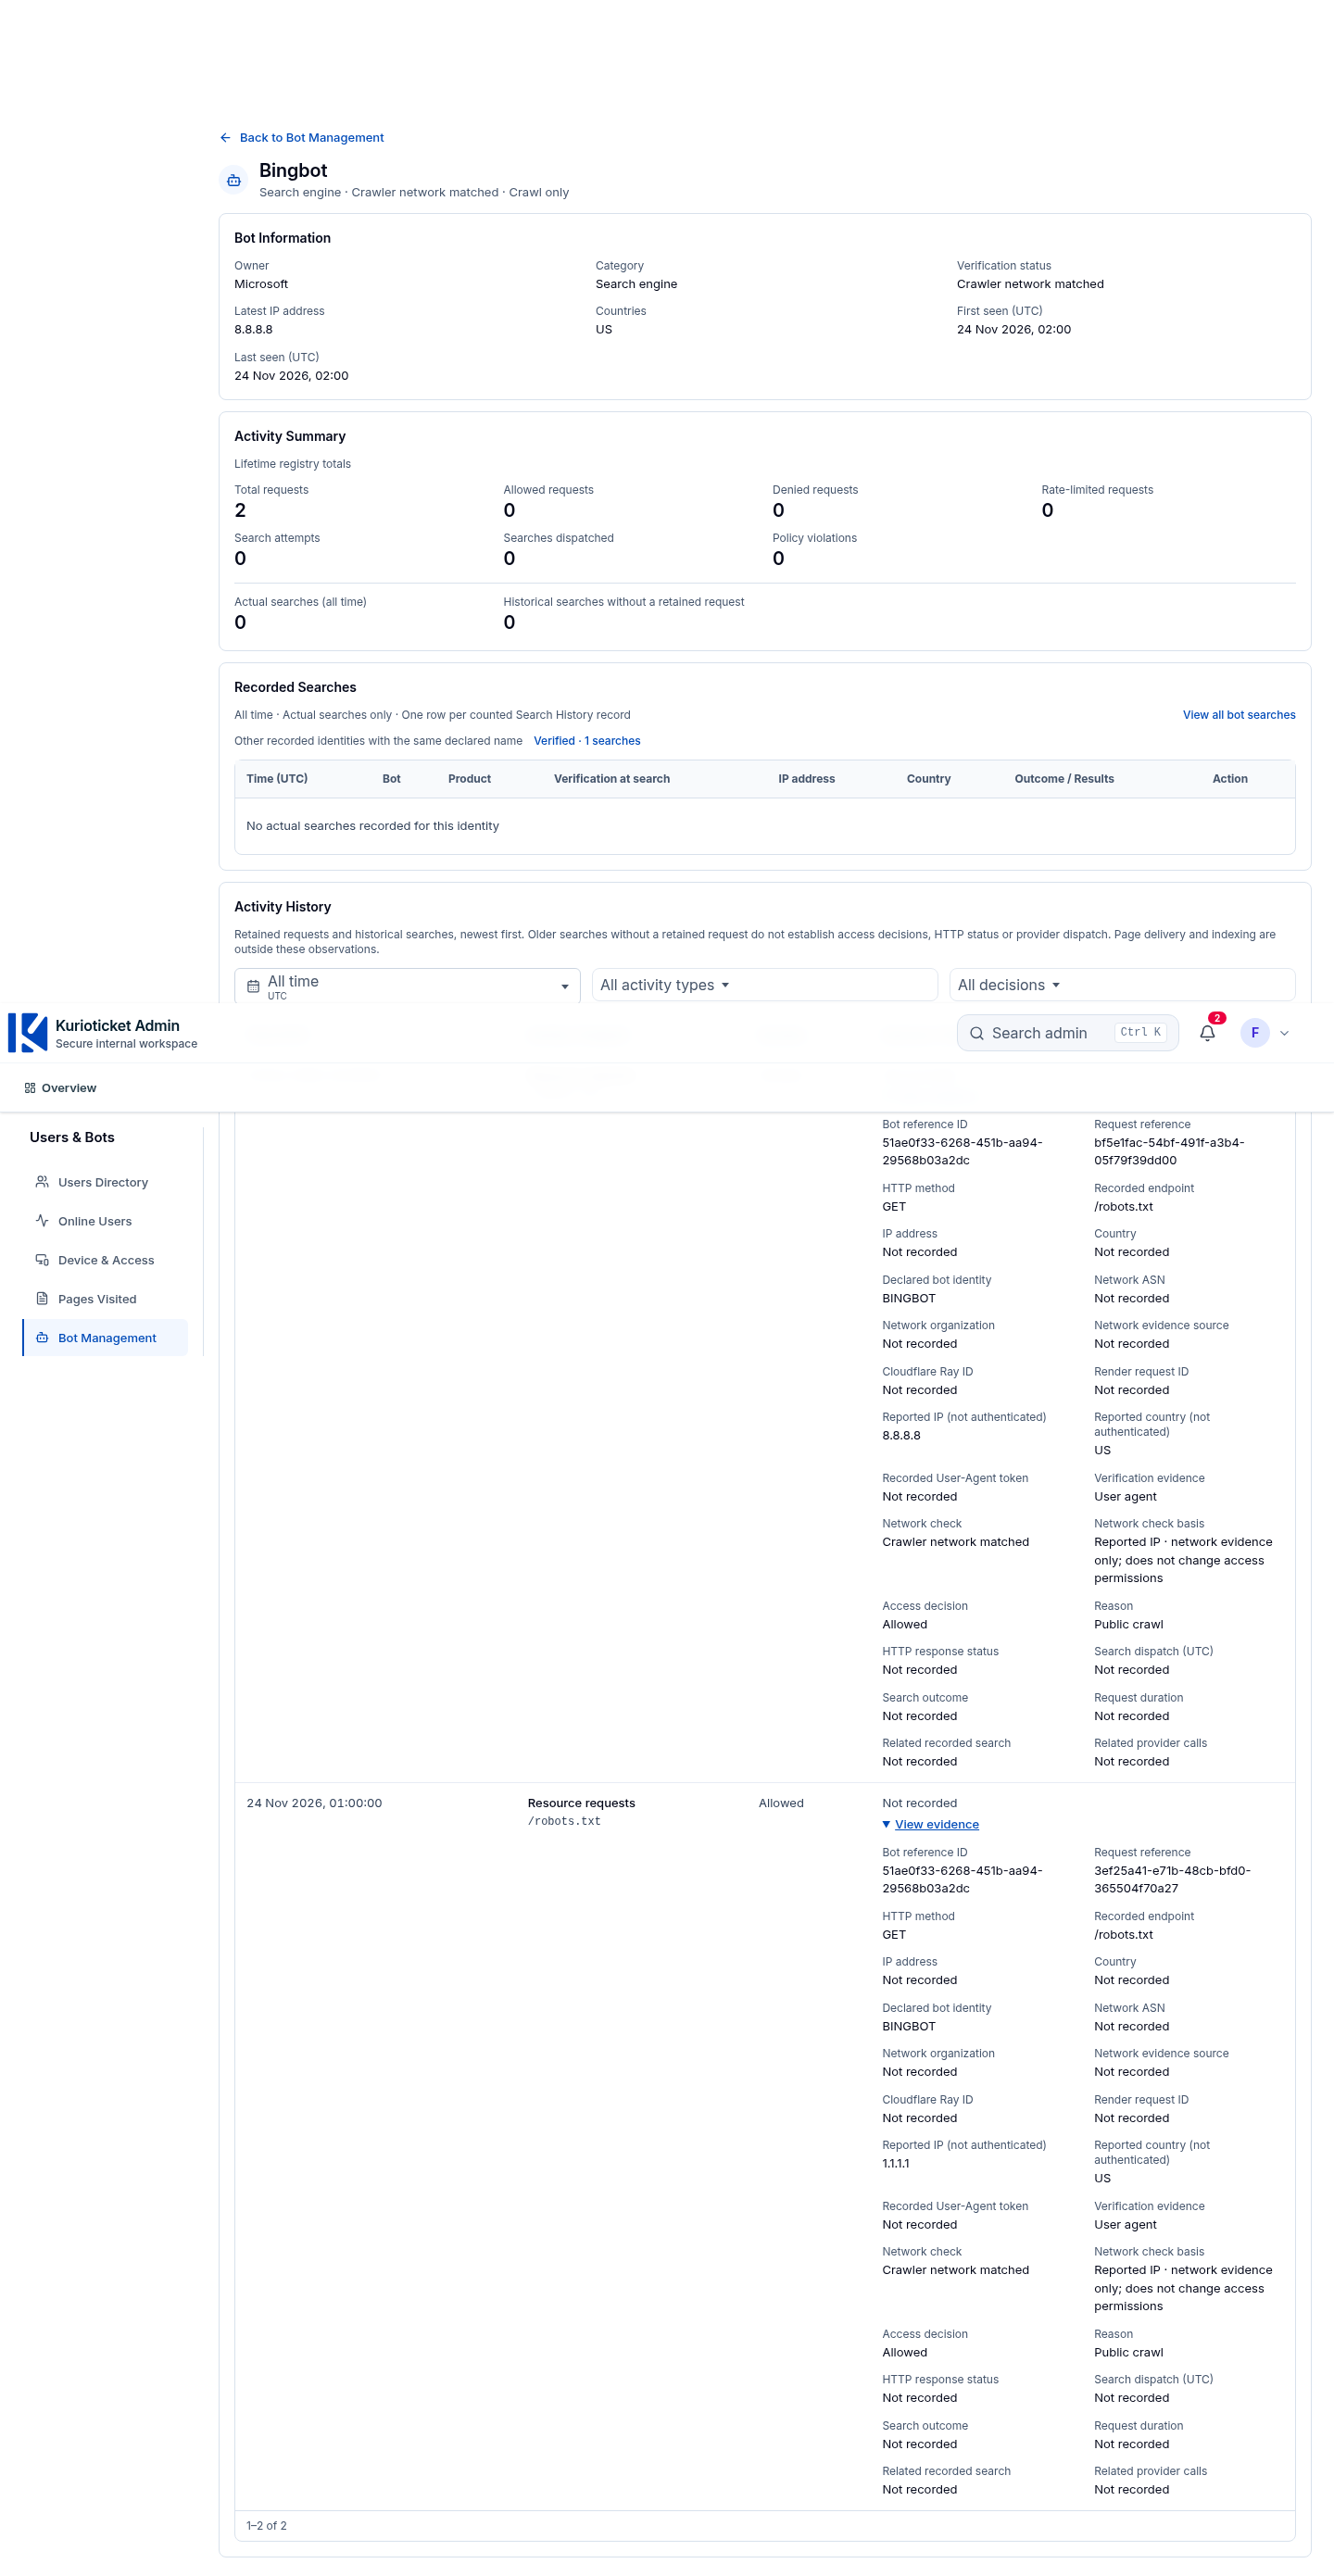 Back to Bot Management
Bingbot
Search engine · Crawler network matched · Crawl only
Bot Information
Owner
Microsoft
Category
Search engine
Verification status
Crawler network matched
Latest IP address
8.8.8.8
Countries
US
First seen (UTC)
24 Nov 2026, 02:00
Last seen (UTC)
24 Nov 2026, 02:00
Activity Summary
Lifetime registry totals
Total requests
2
Allowed requests
0
Denied requests
0
Rate-limited requests
0
Search attempts
0
Searches dispatched
0
Policy violations
0
Actual searches (all time)
0
Historical searches without a retained request
0
Recorded Searches
All time · Actual searches only · One row per counted Search History record
View all bot searches
Other recorded identities with the same declared name Verified · 1 searches
Time (UTC) Bot Product Verification at search IP address Country Outcome / Results Action
No actual searches recorded for this identity
Activity History
Retained requests and historical searches, newest first. Older searches without a retained request do not establish access decisions, HTTP status or provider dispatch. Page delivery and indexing are
outside these observations.
All time
UTC
All activity types
All decisions
Kurioticket Admin
Secure internal workspace
Search admin Ctrl K
2
F
Overview
Users & Bots
Users Directory
Online Users
Device & Access
Pages Visited
Bot Management
Bot reference ID
51ae0f33-6268-451b-aa94-
29568b03a2dc
Request reference
bf5e1fac-54bf-491f-a3b4-
05f79f39dd00
HTTP method
GET
Recorded endpoint
/robots.txt
IP address
Not recorded
Country
Not recorded
Declared bot identity
BINGBOT
Network ASN
Not recorded
Network organization
Not recorded
Network evidence source
Not recorded
Cloudflare Ray ID
Not recorded
Render request ID
Not recorded
Reported IP (not authenticated)
8.8.8.8
Reported country (not
authenticated)
US
Recorded User-Agent token
Not recorded
Verification evidence
User agent
Network check
Crawler network matched
Network check basis
Reported IP · network evidence
only; does not change access
permissions
Access decision
Allowed
Reason
Public crawl
HTTP response status
Not recorded
Search dispatch (UTC)
Not recorded
Search outcome
Not recorded
Request duration
Not recorded
Related recorded search
Not recorded
Related provider calls
Not recorded
24 Nov 2026, 01:00:00
Resource requests
/robots.txt
Allowed
Not recorded
View evidence
Bot reference ID
51ae0f33-6268-451b-aa94-
29568b03a2dc
Request reference
3ef25a41-e71b-48cb-bfd0-
365504f70a27
HTTP method
GET
Recorded endpoint
/robots.txt
IP address
Not recorded
Country
Not recorded
Declared bot identity
BINGBOT
Network ASN
Not recorded
Network organization
Not recorded
Network evidence source
Not recorded
Cloudflare Ray ID
Not recorded
Render request ID
Not recorded
Reported IP (not authenticated)
1.1.1.1
Reported country (not
authenticated)
US
Recorded User-Agent token
Not recorded
Verification evidence
User agent
Network check
Crawler network matched
Network check basis
Reported IP · network evidence
only; does not change access
permissions
Access decision
Allowed
Reason
Public crawl
HTTP response status
Not recorded
Search dispatch (UTC)
Not recorded
Search outcome
Not recorded
Request duration
Not recorded
Related recorded search
Not recorded
Related provider calls
Not recorded
1–2 of 2